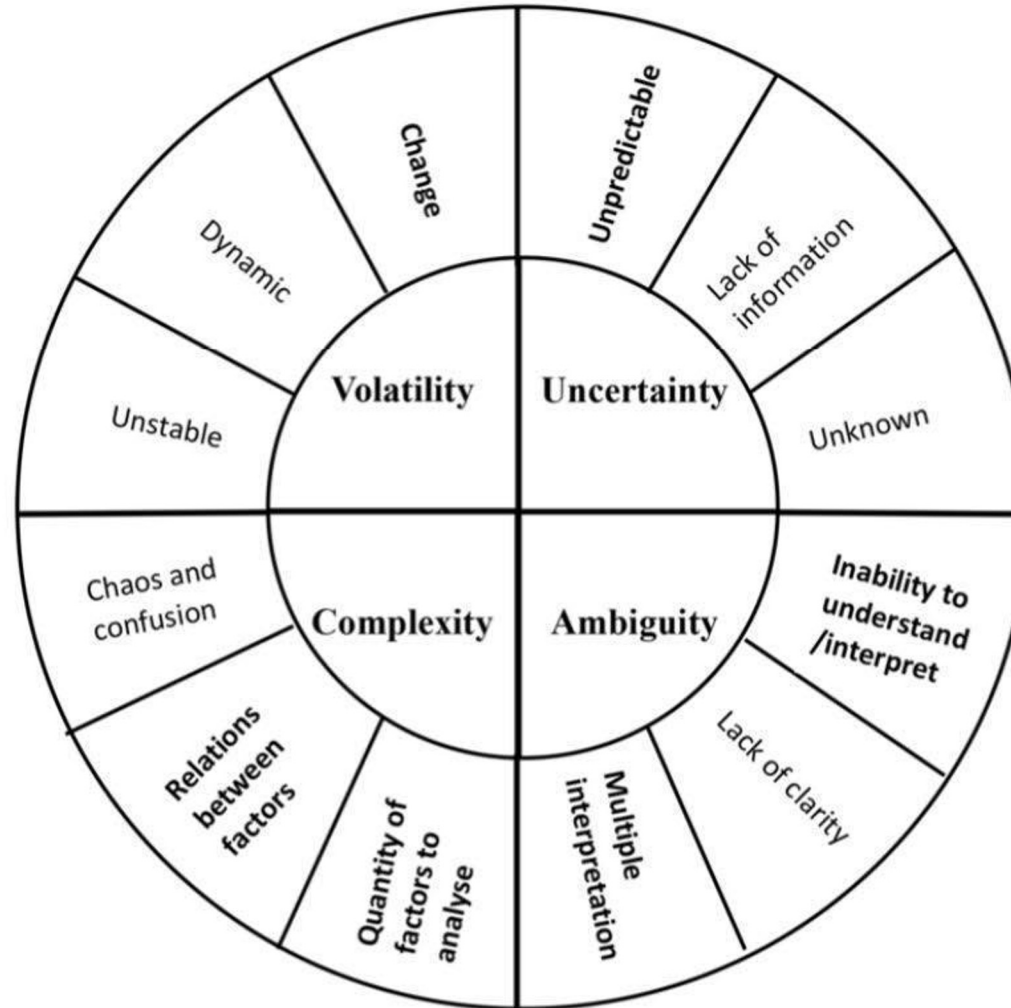 Change
Dynamic
Unstable
Volatility
Unpredictable
Lack of
information
Unknown
Uncertainty
Chaos and
confusion
Relations
between
factors
Quantity of
factors to
analyse
Complexity
Inability to
understand
/interpret
Lack of clarity
Multiple
interpretation
Ambiguity